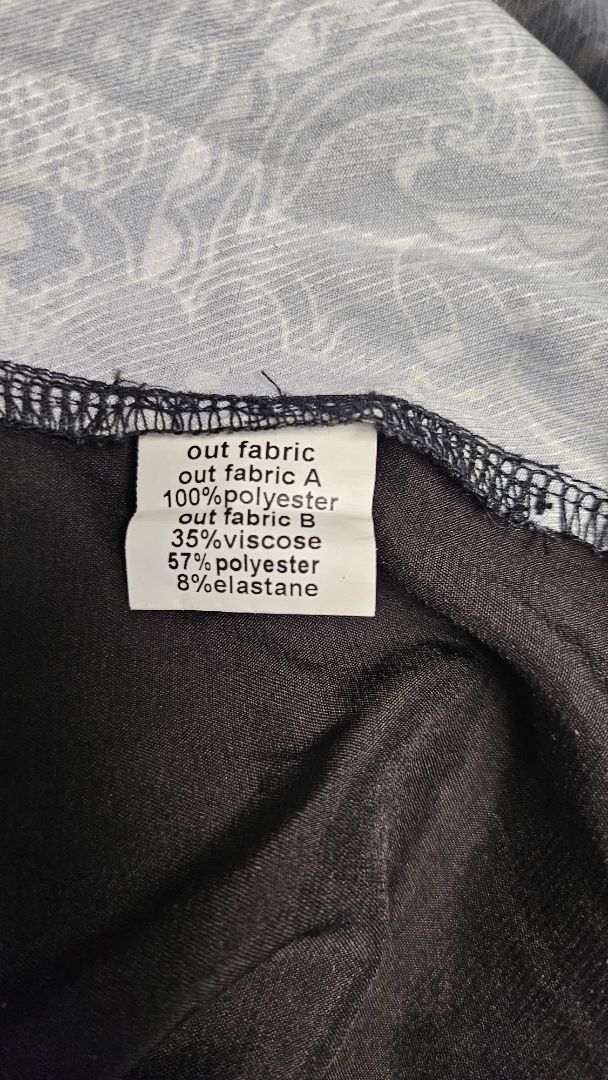 out fabric
out fabric A
100%polyester
out fabric B
35%viscose
57%polyester
8%elastane